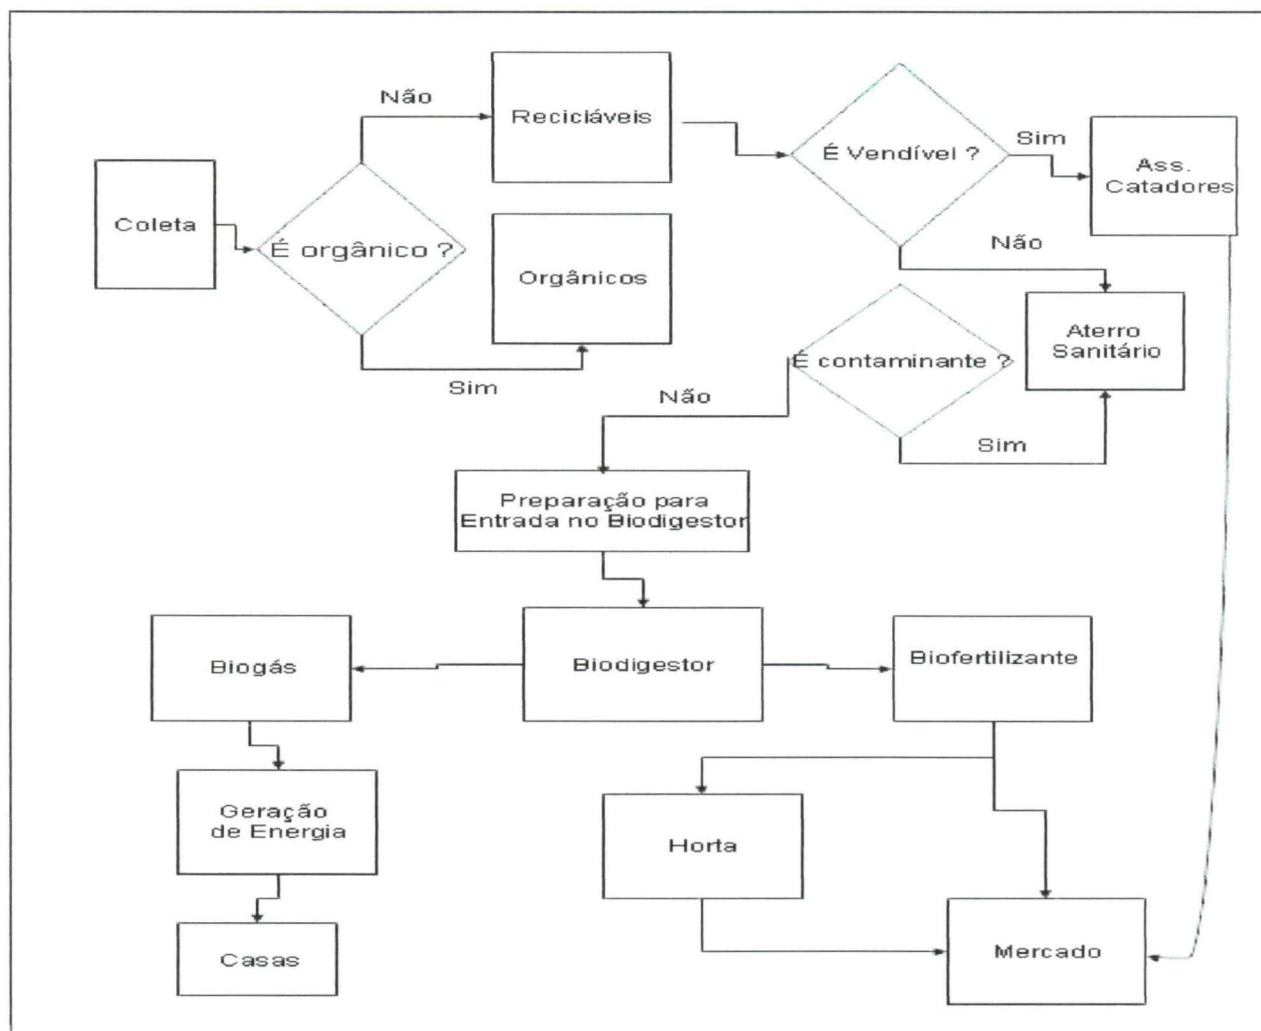 Não
Recicláveis
É Vendível ?
Sim
Ass.
Catadores
Coleta
É orgânico ?
Orgânicos
Não
Aterro
Sanitário
É contaminante ?
Sim
Não
Sim
Preparação para
Entrada no Biodigestor
Biogás
Biodigestor
Biofertilizante
Geração
de Energia
Horta
Casas
Mercado